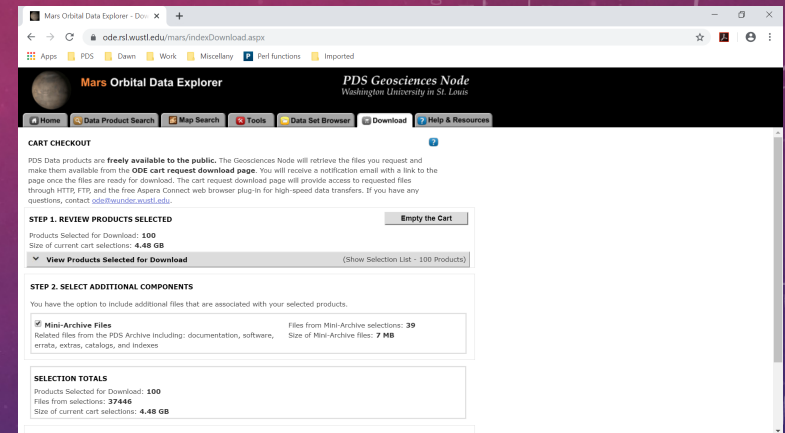 Mars Orbital Data Explorer - Dow
ode.rsl.wustl.edu/mars/indexDownload.aspx
Apps PDS Dawn Work Miscellany P Perl functions Imported
Mars Orbital Data Explorer
PDS Geosciences Node
Washington University in St. Louis
Home Data Product Search Map Search Tools Data Set Browser Download ? Help & Resources
CART CHECKOUT ?
PDS Data products are freely available to the public. The Geosciences Node will retrieve the files you request and
make them available from the ODE cart request download page. You will receive a notification email with a link to the
page once the files are ready for download. The cart request download page will provide access to requested files
through HTTP, FTP, and the free Aspera Connect web browser plug-in for high-speed data transfers. If you have any
questions, contact ode@wunder.wustl.edu.
STEP 1. REVIEW PRODUCTS SELECTED Empty the Cart
Products Selected for Download: 100
Size of current cart selections: 4.48 GB
View Products Selected for Download (Show Selection List - 100 Products)
STEP 2. SELECT ADDITIONAL COMPONENTS
You have the option to include additional files that are associated with your selected products.
Mini-Archive Files Files from Mini-Archive selections: 39
Related files from the PDS Archive including: documentation, software, Size of Mini-Archive files: 7 MB
errata, extras, catalogs, and indexes
SELECTION TOTALS
Products Selected for Download: 100
Files from selections: 37446
Size of current cart selections: 4.48 GB